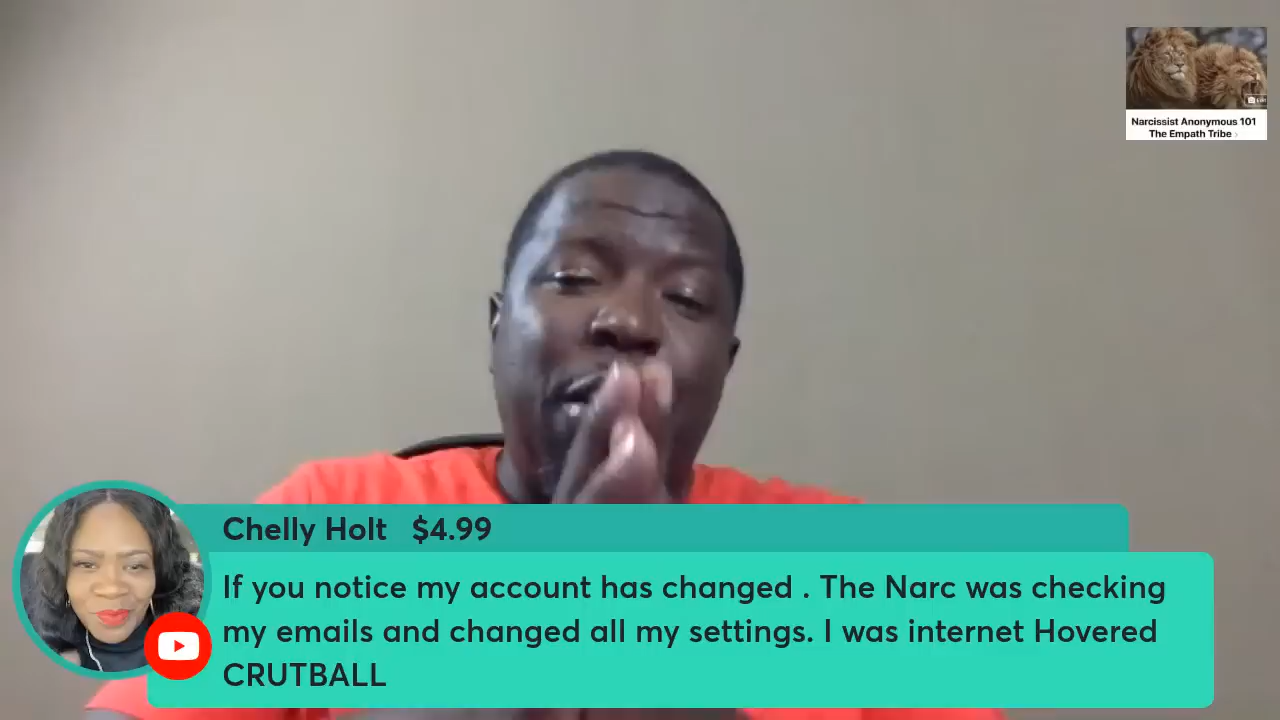 Narcissist Anonymous 101
The Empath Tribe ›
Chelly Holt $4.99
If you notice my account has changed . The Narc was checking
my emails and changed all my settings. I was internet Hovered
CRUTBALL